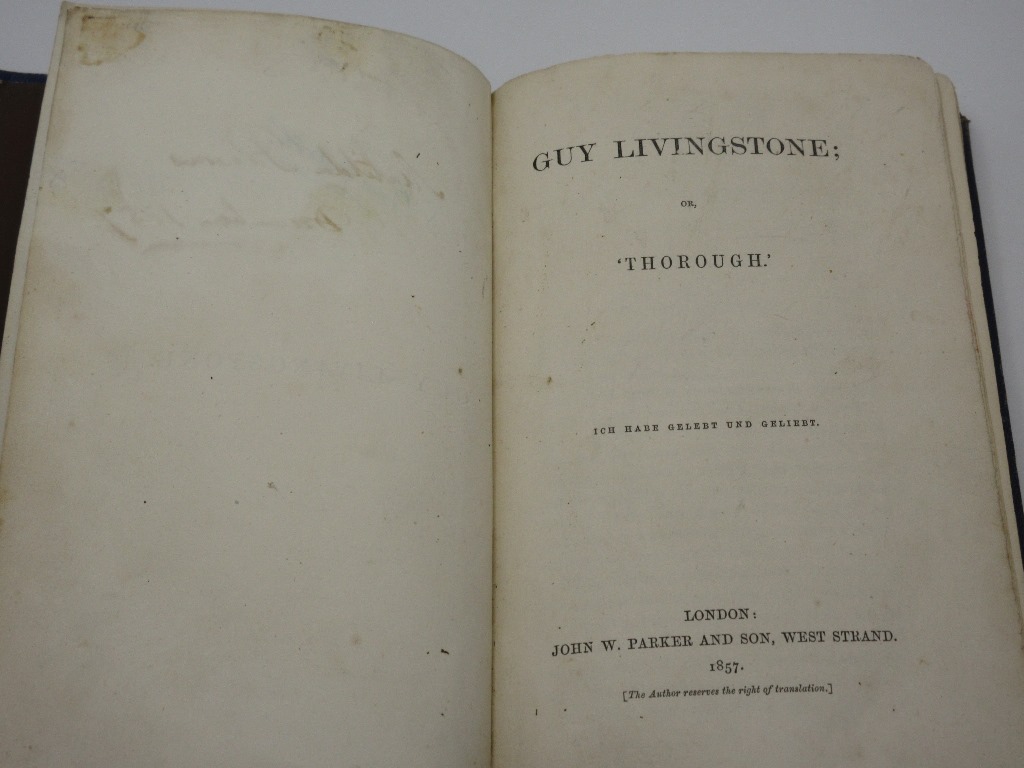 GUY LIVINGSTONE;
OR,
'THOROUGH.'
ICH HABE GELEBT UND GELIEBT.
LONDON:
JOHN W. PARKER AND SON, WEST STRAND.
1857.
[The Author reserves the right of translation.]